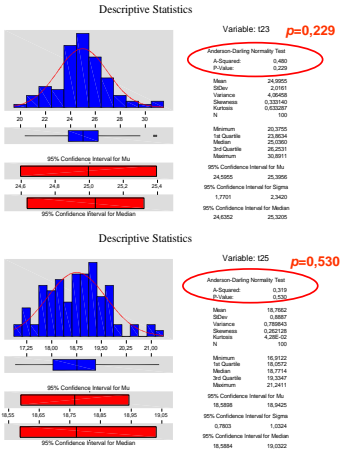 Descriptive Statistics
Variable: t23
p=0,229
Anderson-Darling Normality Test
A-Squared: 0,480
P-Value: 0,229
Mean 24,9955
StDev 2,0161
Variance 4,06458
Skewness 0,333140
Kurtosis 0,633287
N 100
Minimum 20,3755
1st Quartile 23,8634
Median 25,0360
3rd Quartile 26,2531
Maximum 30,8911
95% Confidence Interval for Mu
24,5955 25,3956
95% Confidence Interval for Sigma
1,7701 2,3420
95% Confidence Interval for Median
24,6352 25,3205
20 22 24 26 28 30
95% Confidence Interval for Mu
24,6 24,8 25,0 25,2 25,4
95% Confidence Interval for Median
Descriptive Statistics
Variable: t25
p=0,530
Anderson-Darling Normality Test
A-Squared: 0,319
P-Value: 0,530
Mean 18,7662
StDev 0,8887
Variance 0,789843
Skewness 0,262128
Kurtosis 4,28E-02
N 100
Minimum 16,9122
1st Quartile 18,0572
Median 18,7714
3rd Quartile 19,3347
Maximum 21,2411
95% Confidence Interval for Mu
18,5898 18,9425
95% Confidence Interval for Sigma
0,7803 1,0324
95% Confidence Interval for Median
18,5884 19,0322
17,25 18,00 18,75 19,50 20,25 21,00
95% Confidence Interval for Mu
18,55 18,65 18,75 18,85 18,95 19,05
95% Confidence Interval for Median